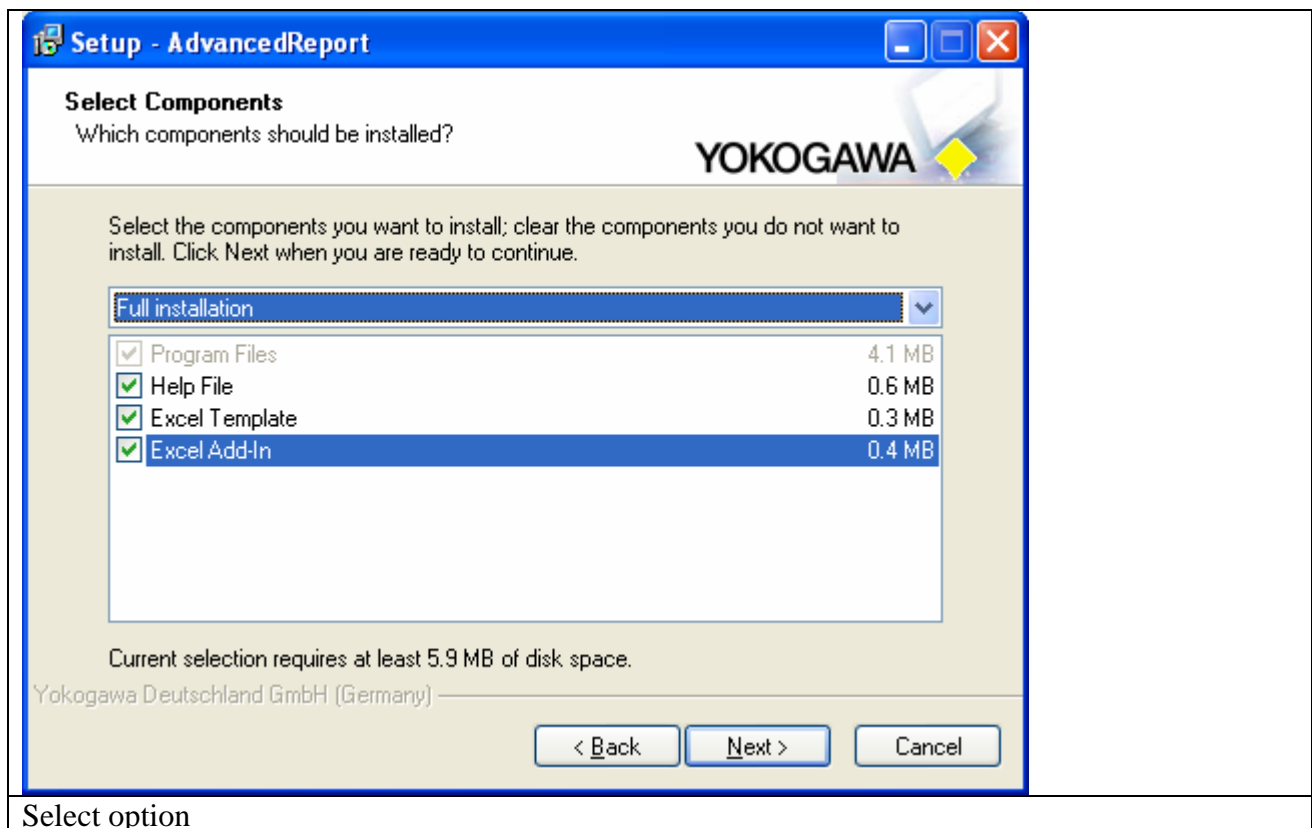 Setup - AdvancedReport
Select Components
Which components should be installed?
YOKOGAWA
Select the components you want to install; clear the components you do not want to
install. Click Next when you are ready to continue.
Full installation
Program Files 4.1 MB
Help File 0.6 MB
Excel Template 0.3 MB
Excel Add-In 0.4 MB
Current selection requires at least 5.9 MB of disk space.
Yokogawa Deutschland GmbH (Germany)
< Back Next > Cancel
Select option